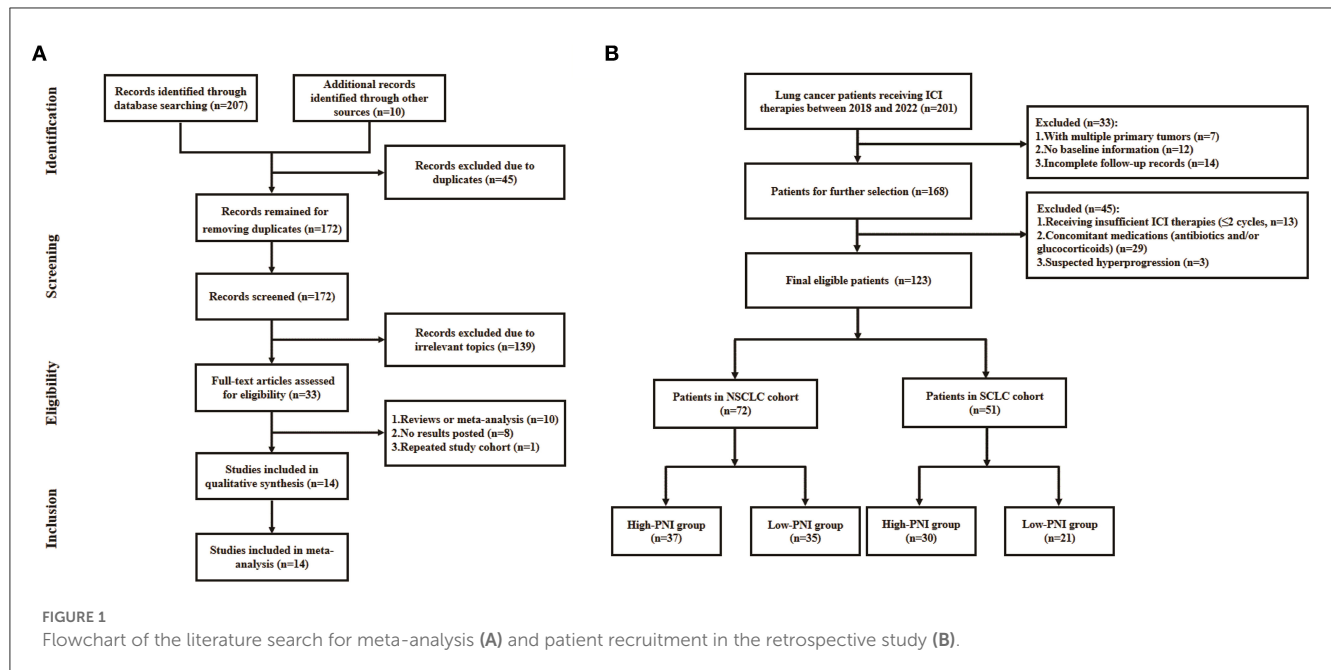 A
Identification
Screening
Eligibility
Inclusion
Records identified through
database searching (n=207)
Additional records
identified through other
sources (n=10)
Records excluded due to
duplicates (n=45)
Records remained for
removing duplicates (n=172)
Records screened (n=172)
Records excluded due to
irrelevant topics (n=139)
Full-text articles assessed
for eligibility (n=33)
1.Reviews or meta-analysis (n=10)
2.No results posted (n=8)
3.Repeated study cohort (n=1)
Studies included in
qualitative synthesis (n=14)
Studies included in meta-
analysis (n=14)
B
Lung cancer patients receiving ICI
therapies between 2018 and 2022 (n=201)
Excluded (n=33):
1.With multiple primary tumors (n=7)
2.No baseline information (n=12)
3.Incomplete follow-up records (n=14)
Patients for further selection (n=168)
Excluded (n=45)
1.Receiving insufficient ICI therapies (≤2 cycles, n=13)
2.Concomitant medications (antibiotics and/or
glucocorticoids) (n=29)
3.Suspected hyperprogression (n=3)
Final eligible patients (n=123)
Patients in NSCLC cohort
(n=72)
Patients in SCLC cohort
(n=51)
High-PNI group
(n=37)
Low-PNI group
(n=35)
High-PNI group
(n=30)
Low-PNI group
(n=21)
FIGURE 1
Flowchart of the literature search for meta-analysis (A) and patient recruitment in the retrospective study (B).